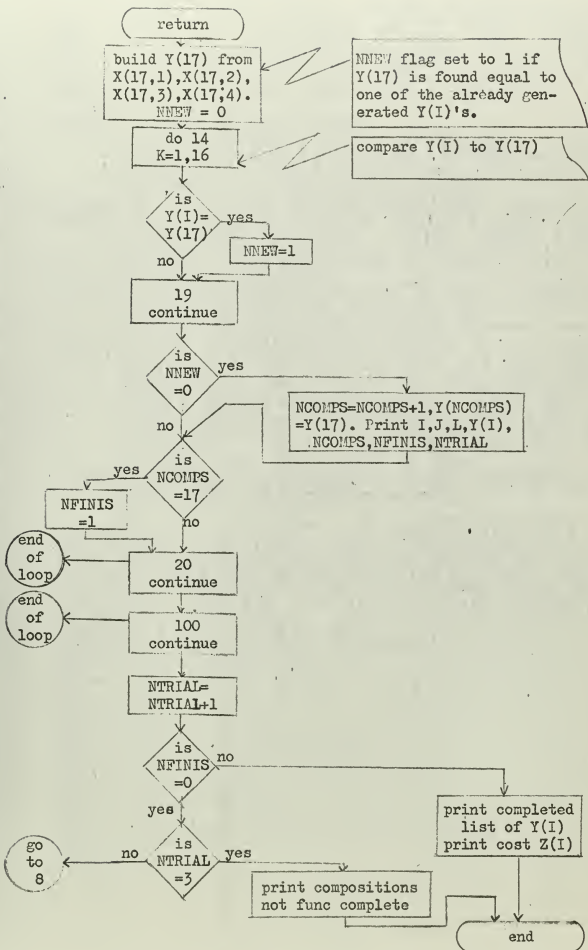 return
build Y(17) from
X(17,1),X(17,2),
X(17,3),X(17,4).
NNEW = 0
NNEW flag set to 1 if
Y(17) is found equal to
one of the already gen-
erated Y(I)'s.
do 14
K=1,16
compare Y(I) to Y(17)
is
Y(I)=
Y(17)
yes
NNEW=1
no
19
continue
is
NNEW
=0
yes
NCOMPS=NCOMPS+1,Y(NCOMPS)
=Y(17). Print I,J,L,Y(I),
NCOMPS,NFINIS,NTRIAL
no
is
NCOMPS
=17
yes
NFINIS
=1
no
end
of
loop
20
continue
end
of
loop
100
continue
NTRIAL=
NTRIAL+1
is
NFINIS
=0
no
print completed
list of Y(I)
print cost Z(I)
yes
go
to
8
no
is
NTRIAL
=3
yes
print compositions
not func complete
end